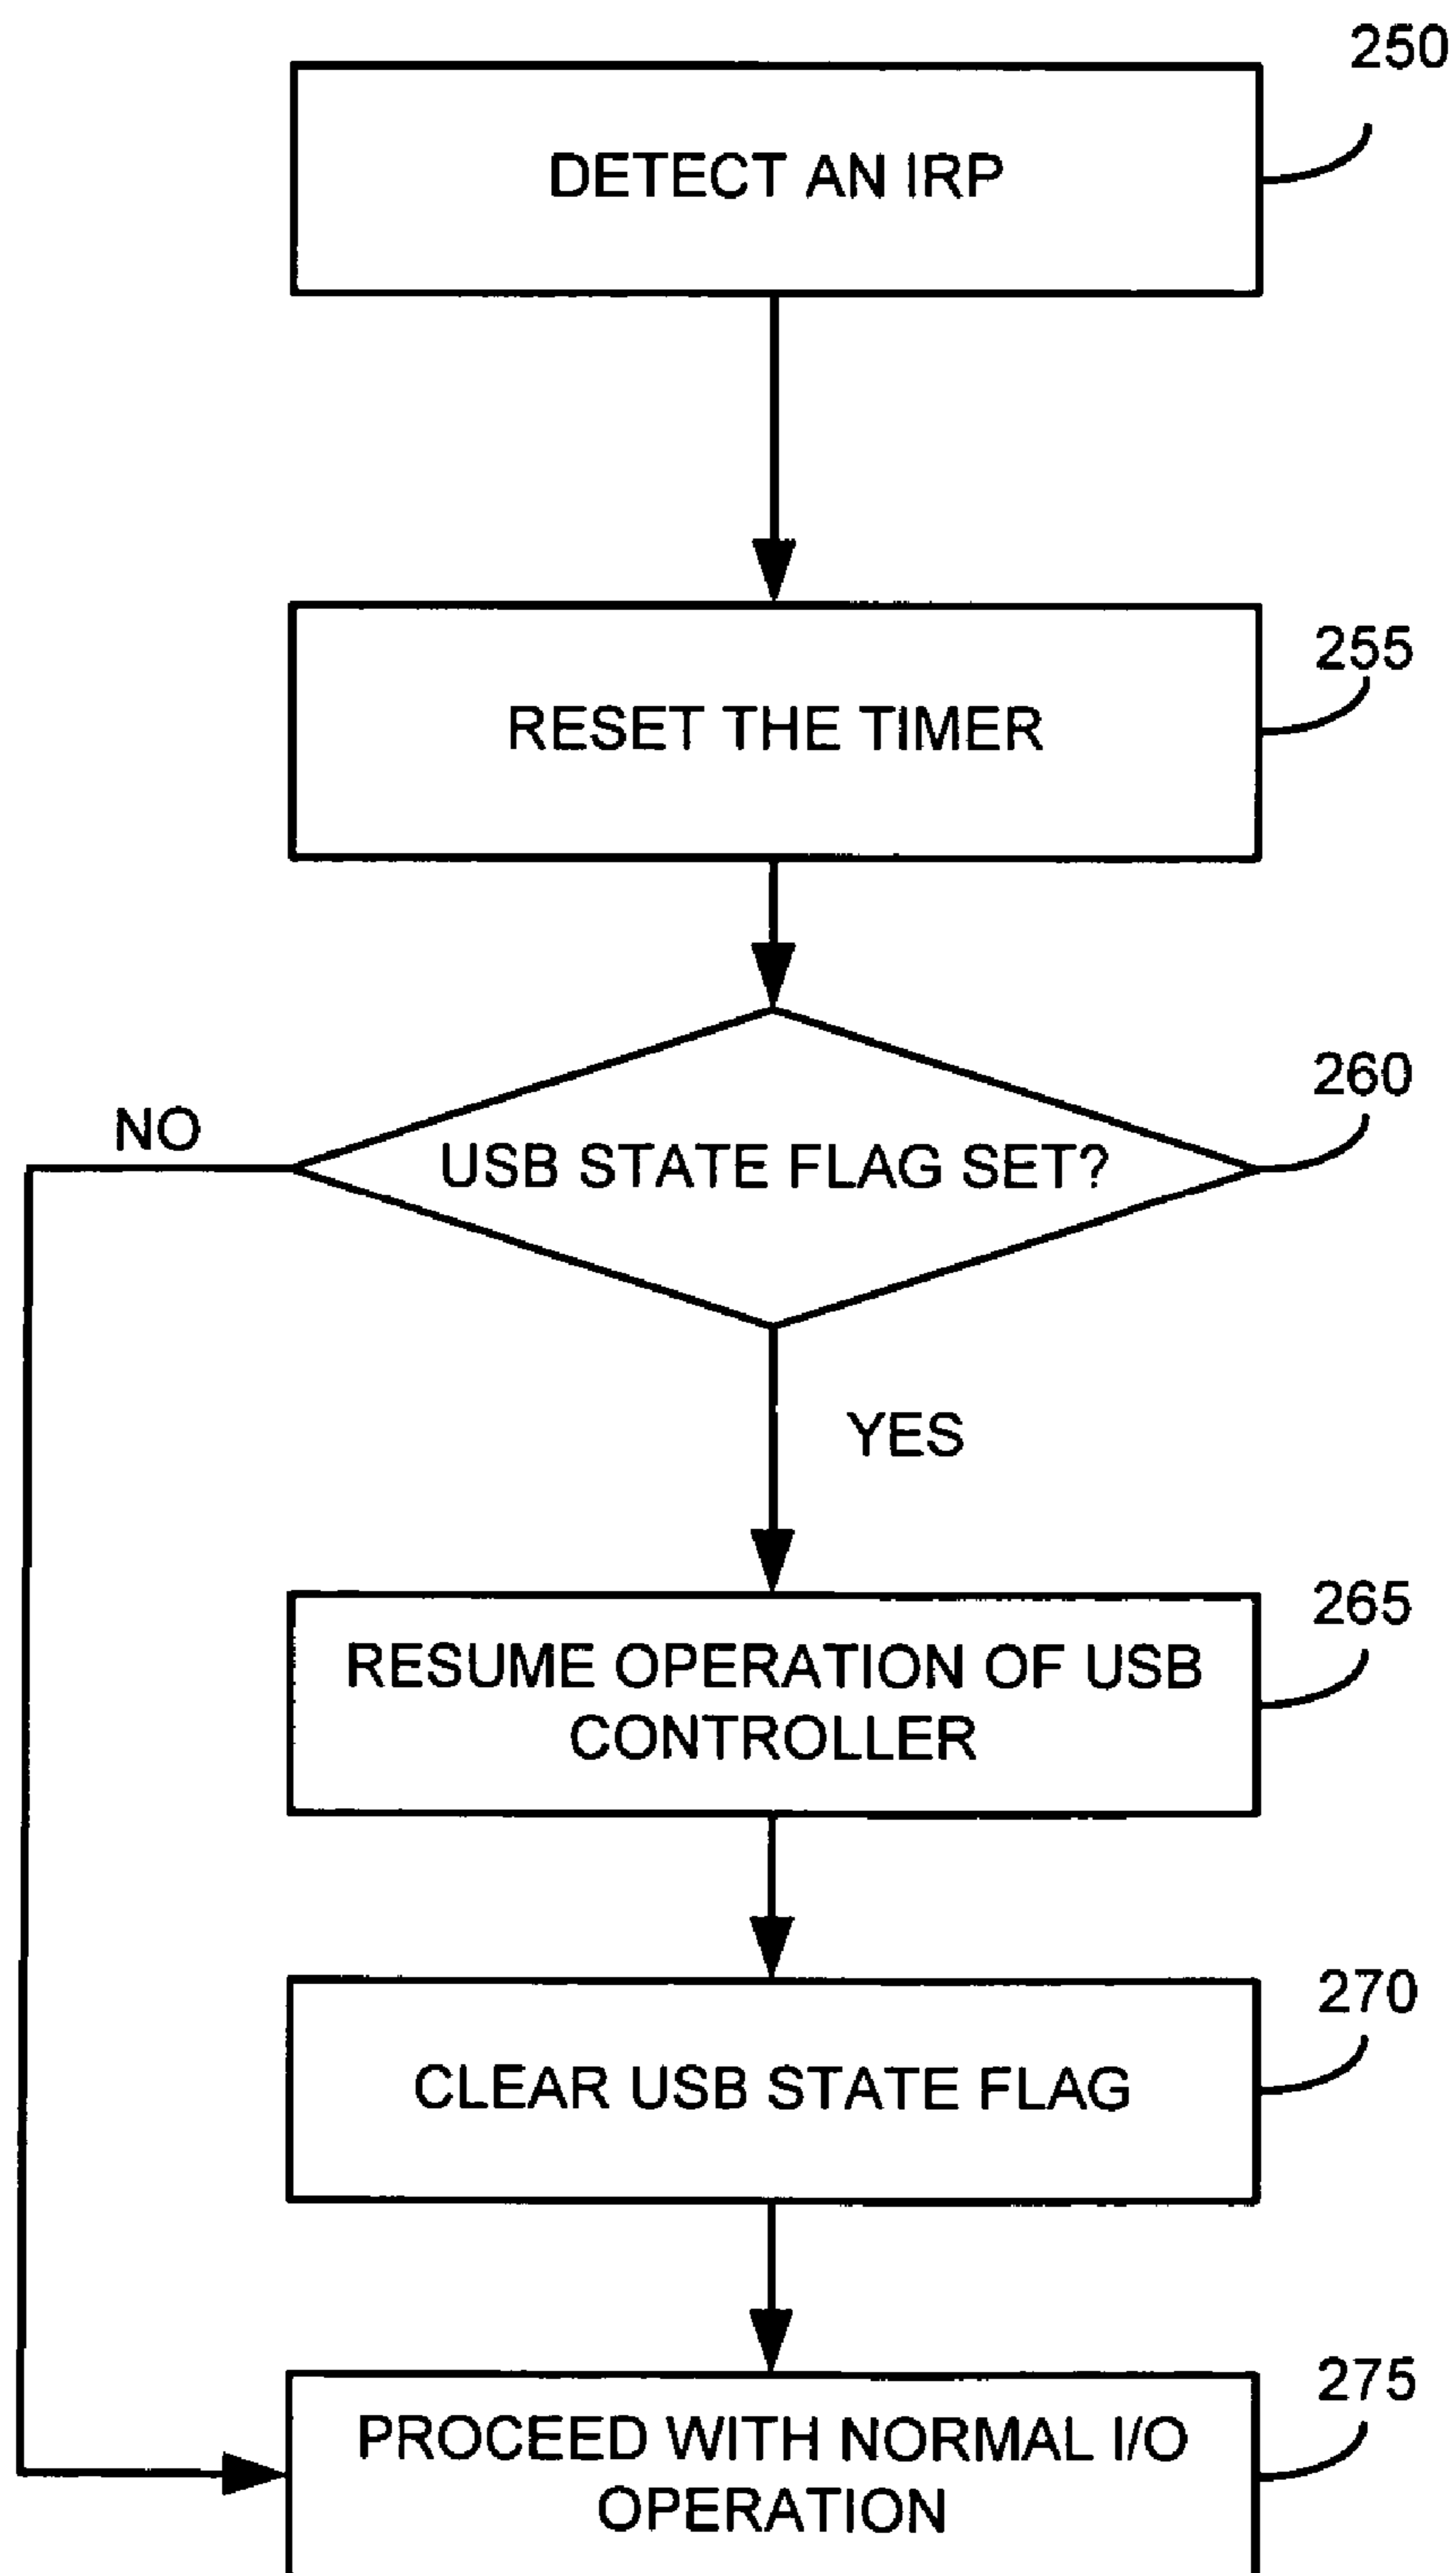 250
DETECT AN IRP
255
RESET THE TIMER
260
NO
USB STATE FLAG SET?
YES
265
RESUME OPERATION OF USB
CONTROLLER
270
CLEAR USB STATE FLAG
275
PROCEED WITH NORMAL I/O
OPERATION